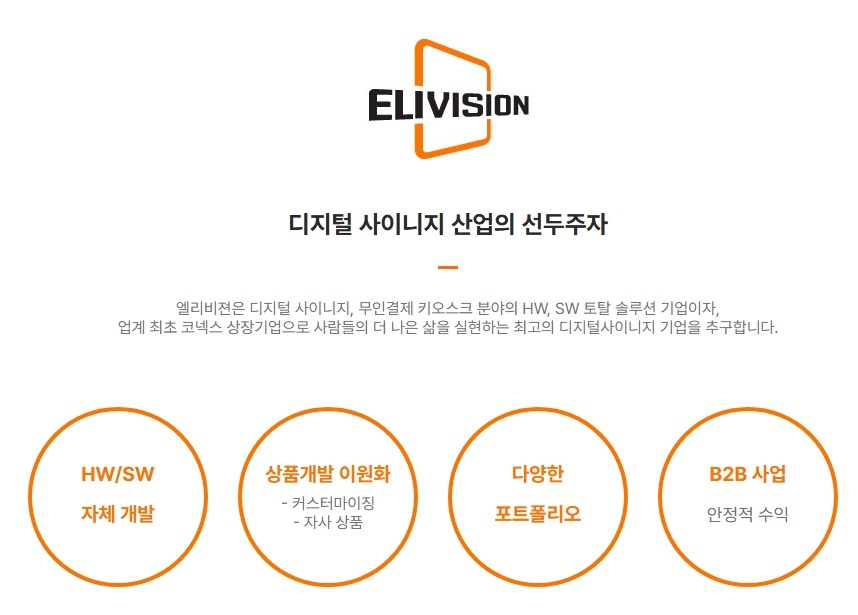 ELIVISION
디지털 사이니지 산업의 선두주자
엘리비젼은 디지털 사이니지, 무인결제 키오스크 분야의 HW, SW 토탈 솔루션 기업이자,
업계 최초 코넥스 상장기업으로 사람들의 더 나은 삶을 실현하는 최고의 디지털사이니지 기업을 추구합니다.
HW/SW
자체 개발
상품개발 이원화
- 커스터마이징
- 자사 상품
다양한
포트폴리오
B2B 사업
안정적 수익